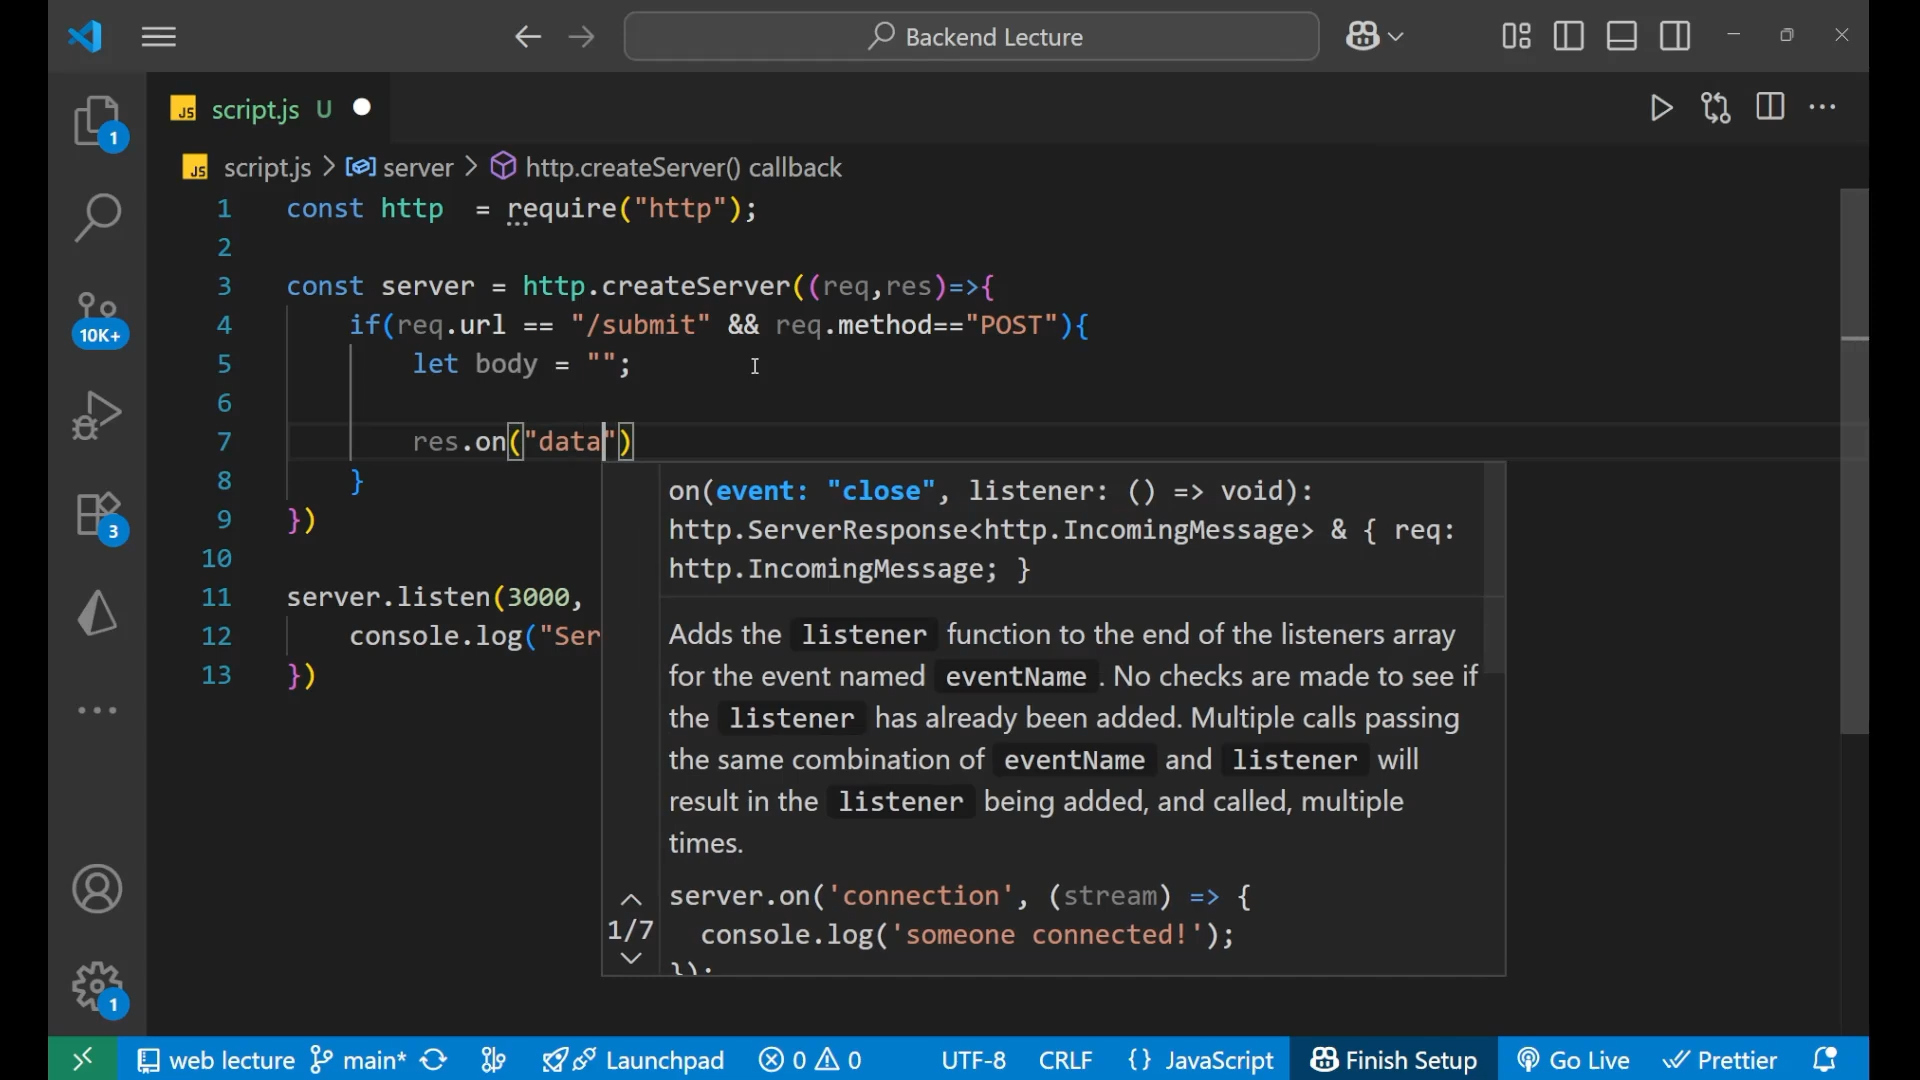 Backend Lecture
JS script.js U
1
JS script.js > server > http.createServer() callback
1 const http  = require("http");
2
3 const server = http.createServer((req,res)=>{
4 if(req.url == "/submit" && req.method=="POST"){
5 let body = "";
6
7 res.on("data")
8 }
9 })
10
11 server.listen(3000,
12 console.log("Ser
13 })
10K+
3
1
on(event: "close", listener: () => void):
http.ServerResponse<http.IncomingMessage> & { req:
http.IncomingMessage; }
Adds the listener function to the end of the listeners array
for the event named eventName . No checks are made to see if
the listener has already been added. Multiple calls passing
the same combination of eventName and listener will
result in the listener being added, and called, multiple
times.
server.on('connection', (stream) => {
console.log('someone connected!');
});
1/7
web lecture main* Launchpad 0 0 UTF-8 CRLF {} JavaScript Finish Setup Go Live Prettier